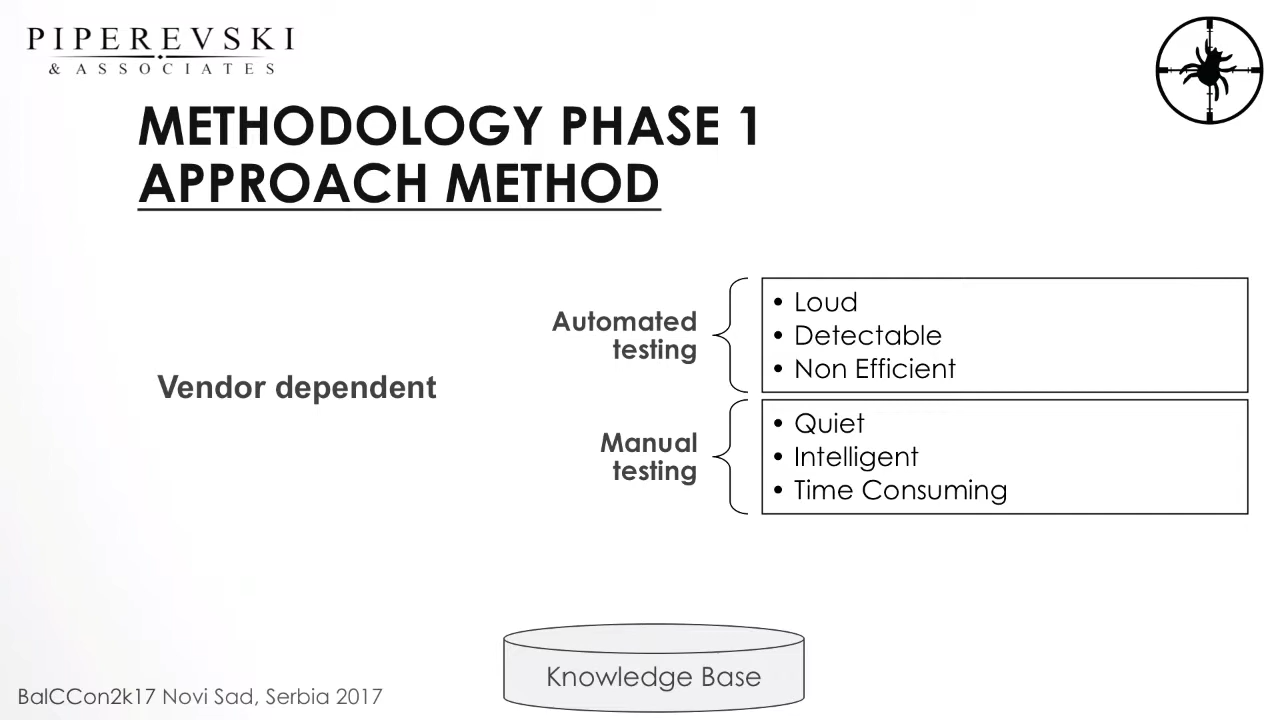 PIPEREVSKI
& ASSOCIATES
METHODOLOGY PHASE 1
APPROACH METHOD
Vendor dependent
Automated
testing
• Loud
• Detectable
• Non Efficient
Manual
testing
• Quiet
• Intelligent
• Time Consuming
Knowledge Base
BalCCon2k17 Novi Sad, Serbia 2017